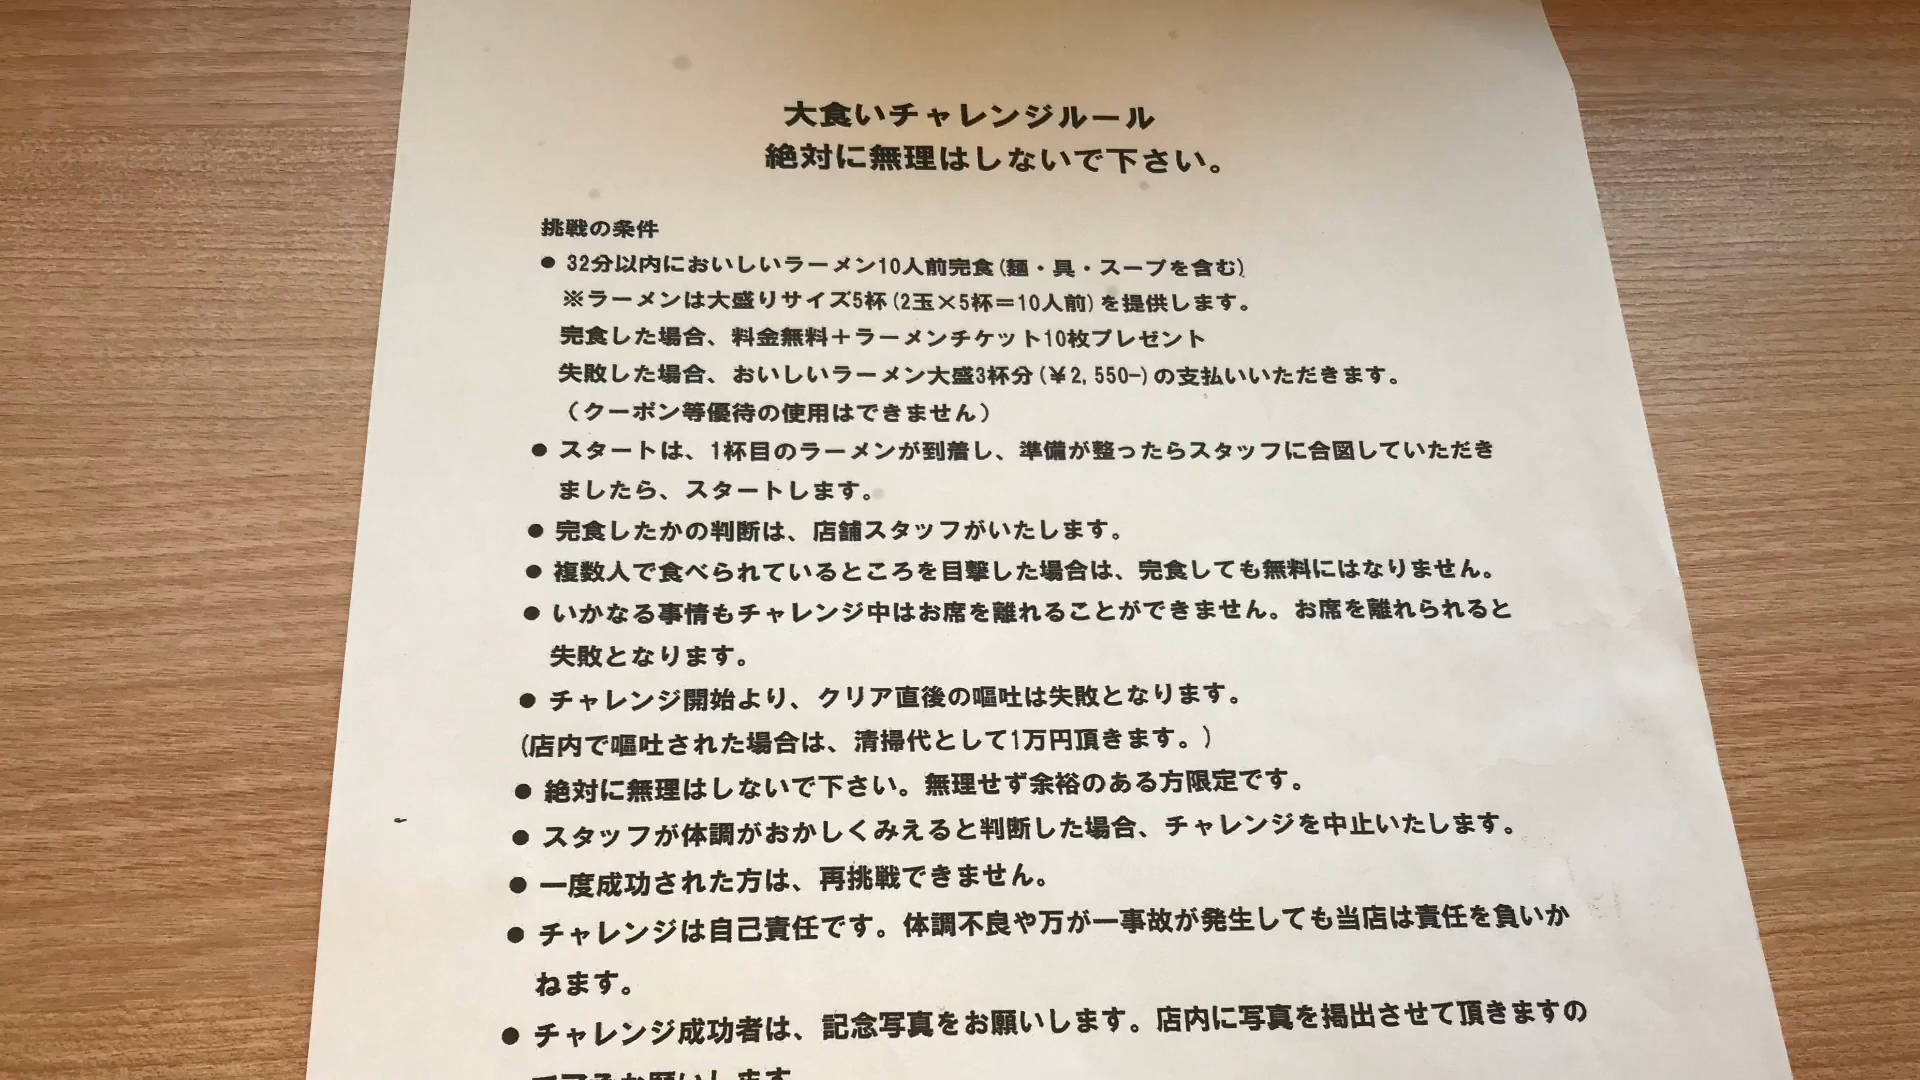 大食いチャレンジルール
絶対に無理はしないで下さい。
挑戦の条件
● 32分以内においしいラーメン10人前完食(麺・具・スープを含む)
※ラーメンは大盛りサイズ5杯(2玉×5杯＝10人前)を提供します。
完食した場合、料金無料＋ラーメンチケット10枚プレゼント
失敗した場合、おいしいラーメン大盛3杯分(￥2,550-)の支払いいただきます。
（クーポン等優待の使用はできません）
● スタートは、1杯目のラーメンが到着し、準備が整ったらスタッフに合図していただき
ましたら、スタートします。
● 完食したかの判断は、店舗スタッフがいたします。
● 複数人で食べられているところを目撃した場合は、完食しても無料にはなりません。
● いかなる事情もチャレンジ中はお席を離れることができません。お席を離れられると
失敗となります。
● チャレンジ開始より、クリア直後の嘔吐は失敗となります。
(店内で嘔吐された場合は、清掃代として1万円頂きます。)
● 絶対に無理はしないで下さい。無理せず余裕のある方限定です。
● スタッフが体調がおかしくみえると判断した場合、チャレンジを中止いたします。
● 一度成功された方は、再挑戦できません。
● チャレンジは自己責任です。体調不良や万が一事故が発生しても当店は責任を負いか
ねます。
● チャレンジ成功者は、記念写真をお願いします。店内に写真を掲出させて頂きますの
でご了承お願いします。